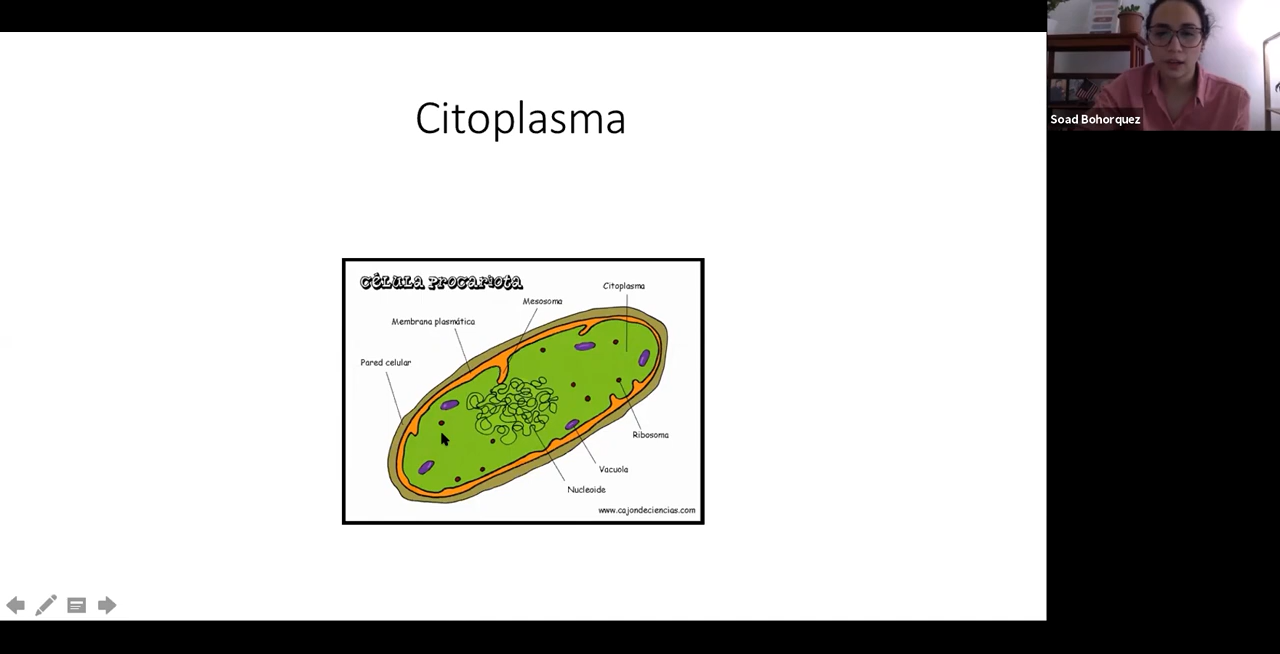 Citoplasma
Soad Bohorquez
CéLULA PROCARIOTA
Citoplasma
Mesosoma
Membrana plasmática
Pared celular
Ribosoma
Vacuola
Nucleoide
www.cajondeciencias.com